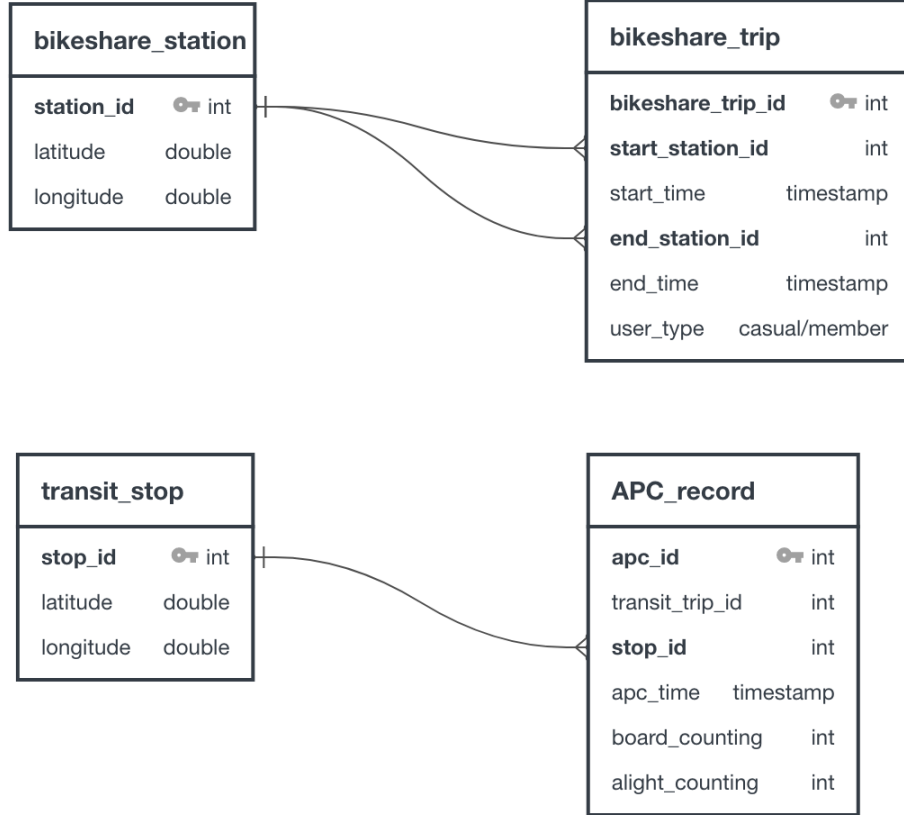 bikeshare_station
station_id int
latitude double
longitude double
bikeshare_trip
bikeshare_trip_id int
start_station_id int
start_time timestamp
end_station_id int
end_time timestamp
user_type casual/member
transit_stop
stop_id int
latitude double
longitude double
APC_record
apc_id int
transit_trip_id int
stop_id int
apc_time timestamp
board_counting int
alight_counting int